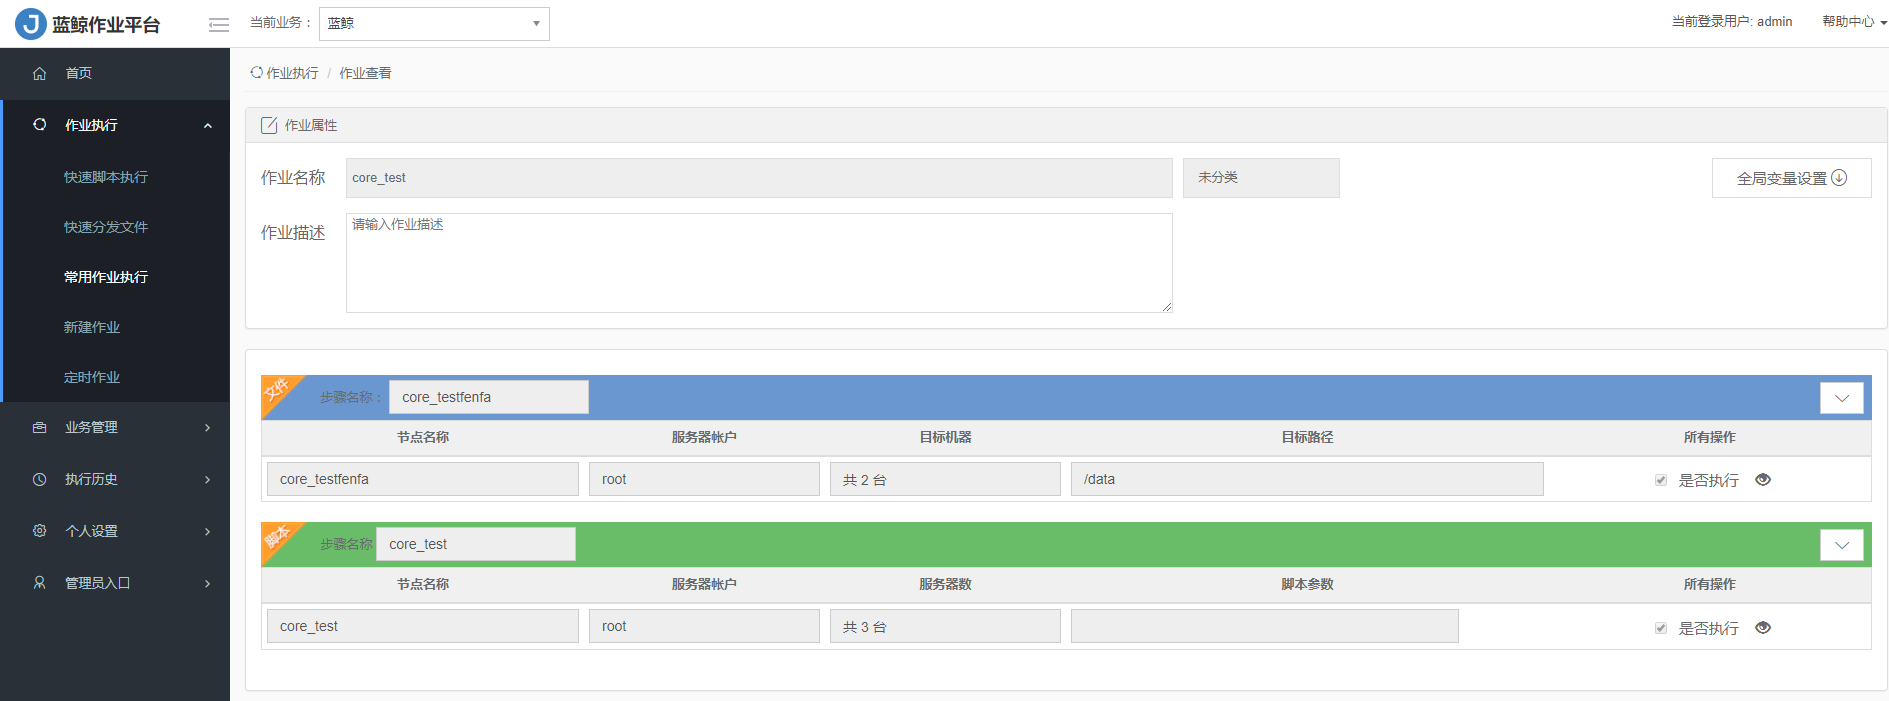 J 蓝鲸作业平台
当前业务： 蓝鲸
当前登录用户: admin 帮助中心
首页
作业执行
快速脚本执行
快速分发文件
常用作业执行
新建作业
定时作业
业务管理
执行历史
个人设置
管理员入口
作业执行 / 作业查看
作业属性
作业名称 core_test 未分类 全局变量设置
作业描述 请输入作业描述
文件 步骤名称： core_testfenfa
节点名称 服务器帐户 目标机器 目标路径 所有操作
core_testfenfa root 共 2 台 /data 是否执行
脚本 步骤名称 core_test
节点名称 服务器帐户 服务器数 脚本参数 所有操作
core_test root 共 3 台 是否执行